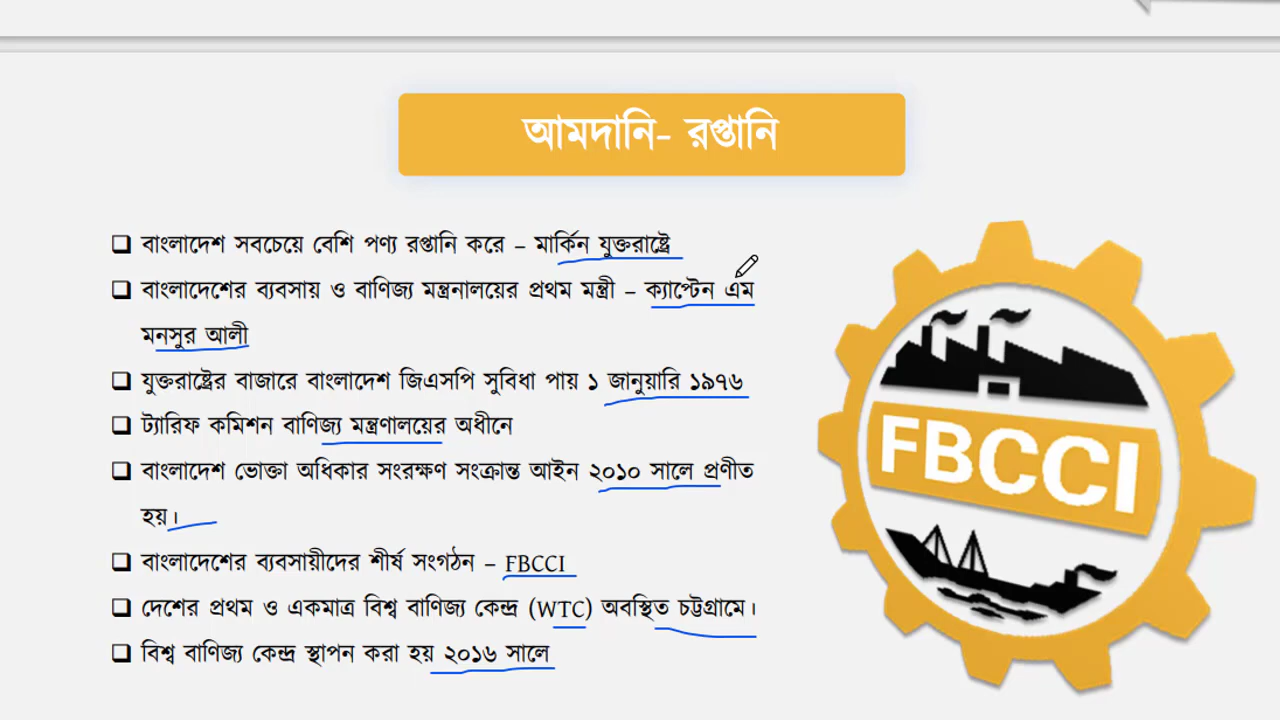 আমদানি- রপ্তানি
❑ বাংলাদেশ সবচেয়ে বেশি পণ্য রপ্তানি করে – মার্কিন যুক্তরাষ্ট্রে
❑ বাংলাদেশের ব্যবসায় ও বাণিজ্য মন্ত্রনালয়ের প্রথম মন্ত্রী – ক্যাপ্টেন এম
মনসুর আলী
❑ যুক্তরাষ্ট্রের বাজারে বাংলাদেশ জিএসপি সুবিধা পায় ১ জানুয়ারি ১৯৭৬
❑ ট্যারিফ কমিশন বাণিজ্য মন্ত্রণালয়ের অধীনে
❑ বাংলাদেশ ভোক্তা অধিকার সংরক্ষণ সংক্রান্ত আইন ২০১০ সালে প্রণীত
হয়।
❑ বাংলাদেশের ব্যবসায়ীদের শীর্ষ সংগঠন – FBCCI
❑ দেশের প্রথম ও একমাত্র বিশ্ব বাণিজ্য কেন্দ্র (WTC) অবস্থিত চট্টগ্রামে।
❑ বিশ্ব বাণিজ্য কেন্দ্র স্থাপন করা হয় ২০১৬ সালে
FBCCI